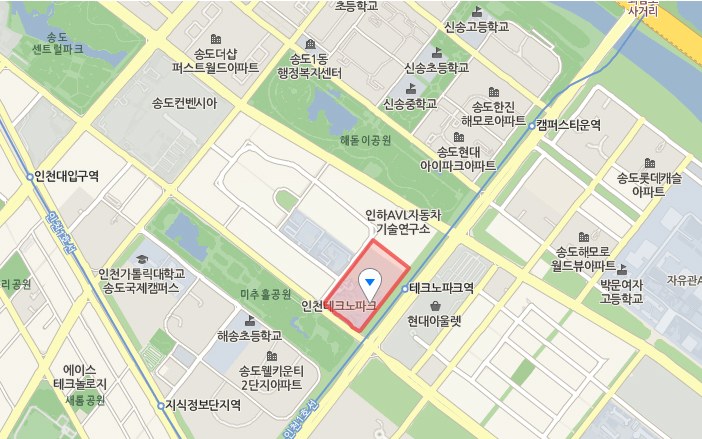 초등학교
사거리
송도
센트럴파크
송도더샵
퍼스트월드아파트
송도1동
행정복지센터
신송고등학교
신송초등학교
신송중학교
송도컨벤시아
송도한진
해모로아파트
캠퍼스타운역
해돋이공원
송도현대
아이파크아파트
송도롯데캐슬
아파트
인천대입구역
인천1호선
인하AVL지동차
기술연구소
송도해모로
월드뷰아파트
인천가톨릭대학교
송도국제캠퍼스
리공원
미추홀공원
인천테크노파크
테크노파크역
박문여자
고등학교
자유관A
현대아울렛
해송초등학교
송도웰카운티
2단지아파트
에이스
테크놀로지
새롬공원
지식정보단지역
인천1호선